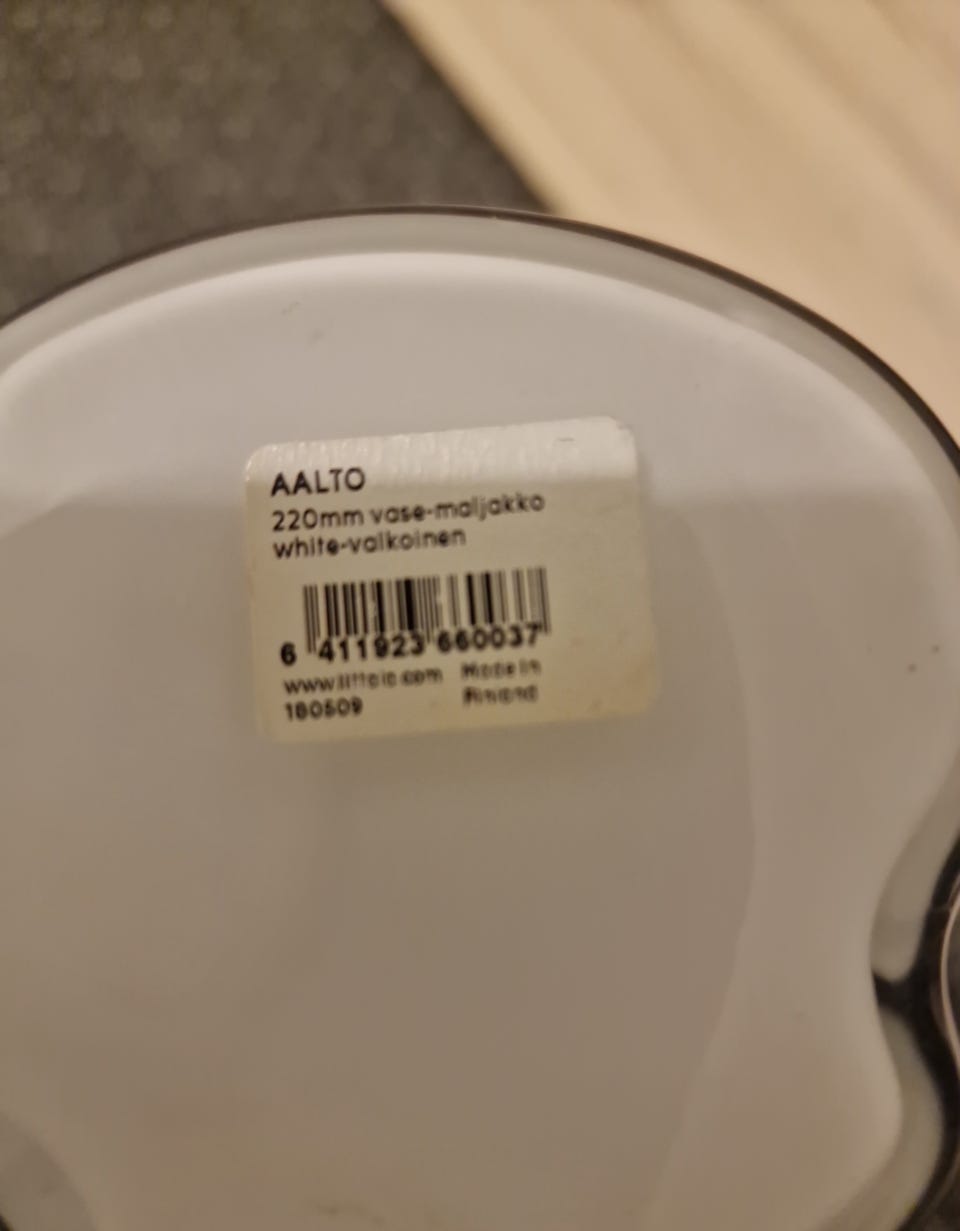 AALTO
220mm vase-maljakko
white-valkoinen
6 411923 660037
www.iittala.com Made in
180509 Finland